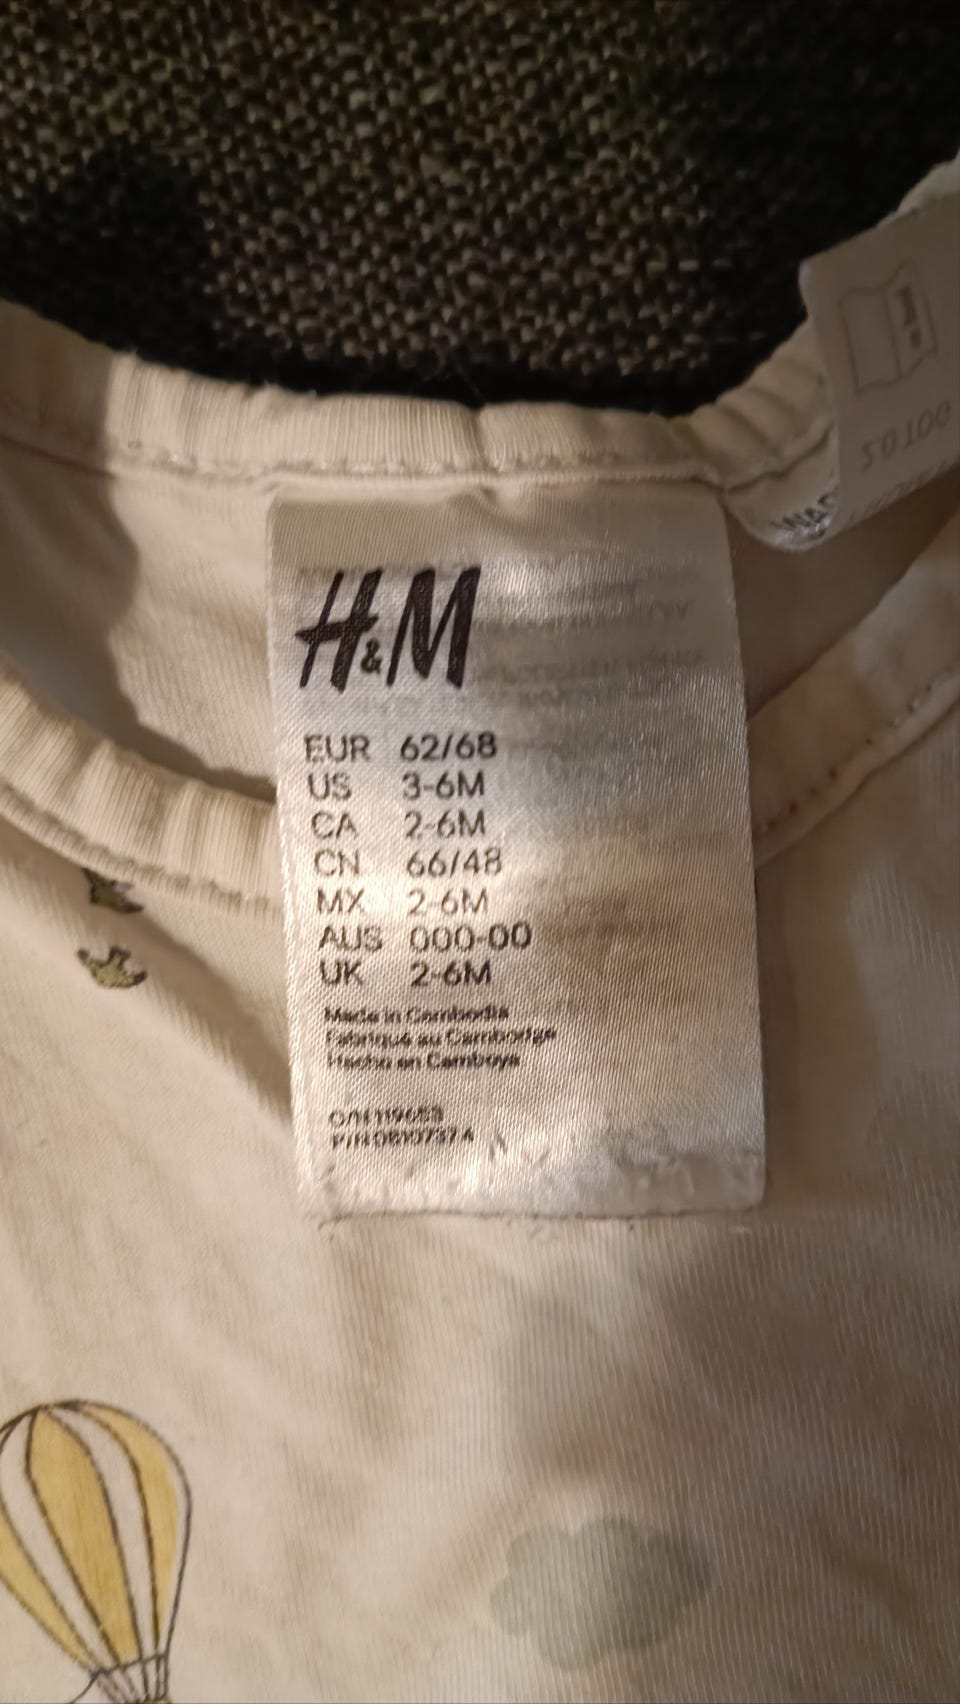 H&M
EUR 62/68
US 3-6M
CA 2-6M
CN 66/48
MX 2-6M
AUS 000-00
UK 2-6M
Made in Cambodia
Fabriqué au Cambodge
Hecho en Camboya
O/N 119653